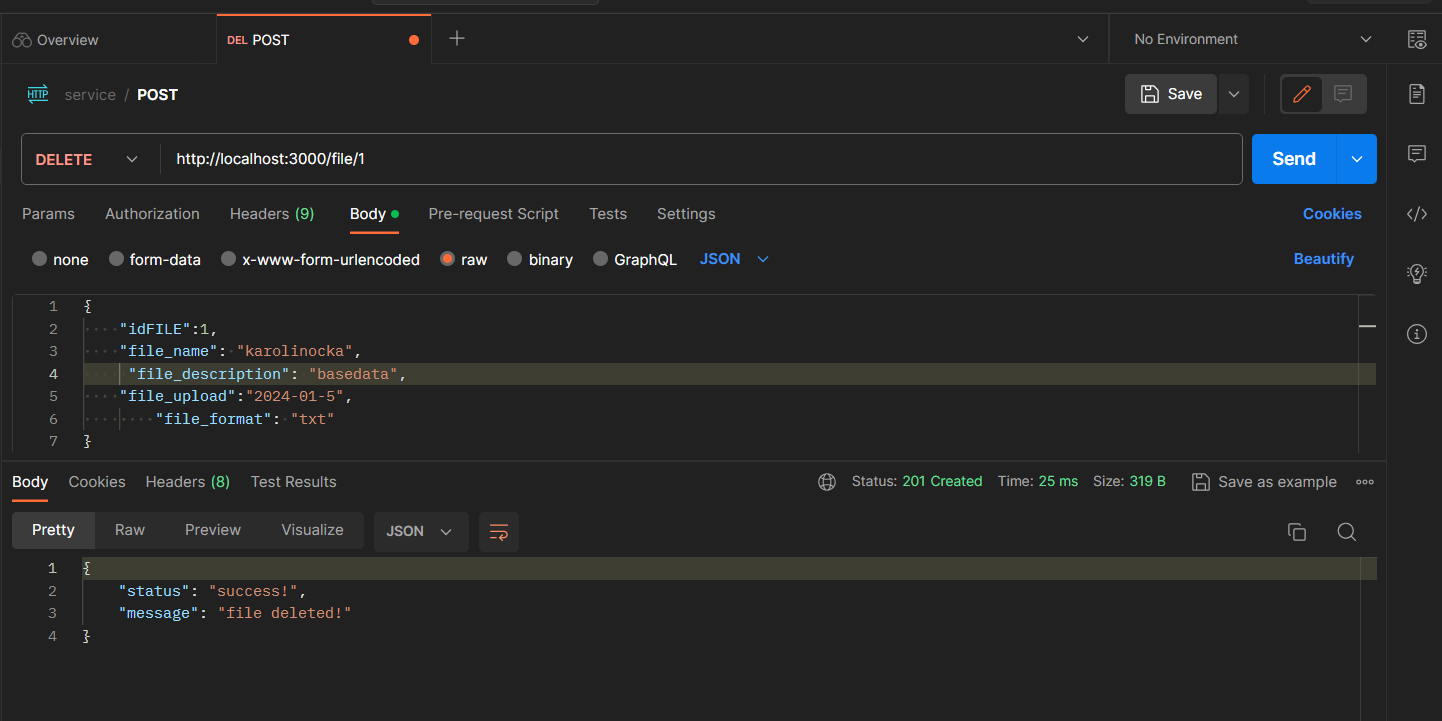 Overview
DEL POST
No Environment
HTTP service / POST
Save
DELETE http://localhost:3000/file/1 Send
Params Authorization Headers (9) Body Pre-request Script Tests Settings Cookies
none form-data x-www-form-urlencoded raw binary GraphQL JSON Beautify
1 {
2 "idFILE":1,
3 "file_name": "karolinocka",
4 "file_description": "basedata",
5 "file_upload":"2024-01-5",
6 "file_format": "txt"
7 }
Body Cookies Headers (8) Test Results Status: 201 Created Time: 25 ms Size: 319 B Save as example
Pretty Raw Preview Visualize JSON
1 {
2 "status": "success!",
3 "message": "file deleted!"
4 }